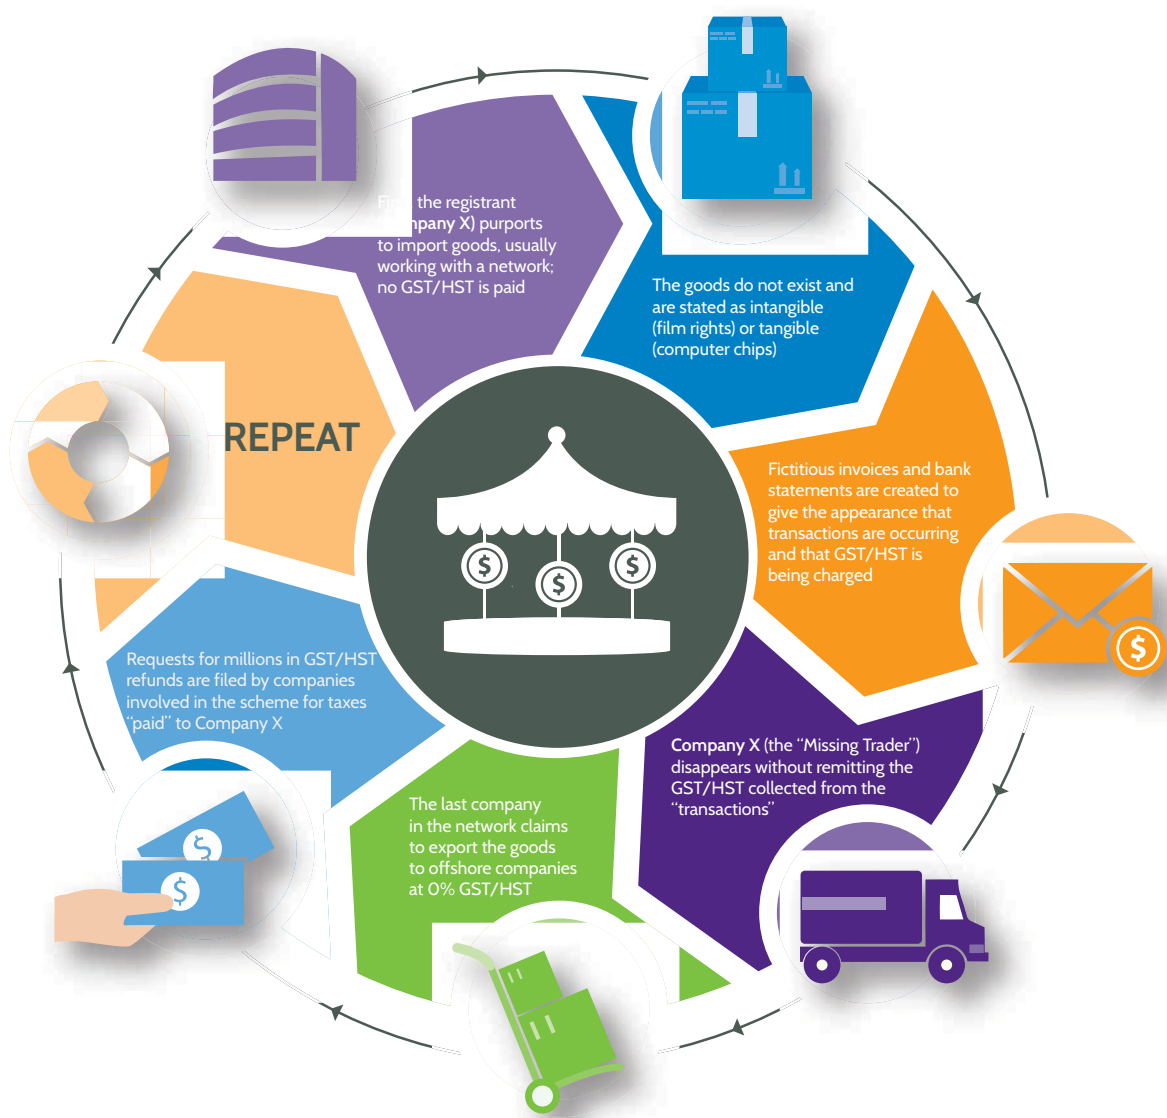 the registrant
X) purports
to import goods, usually
working with a network;
no GST/HST is paid
The goods do not exist and
are stated as intangible
(film rights) or tangible
(computer chips)
Fictitious invoices and bank
statements are created to
give the appearance that
transactions are occurring
and that GST/HST is
being charged
Company X (the “Missing Trader”)
disappears without remitting the
GST/HST collected from the
“transactions”
The last company
in the network claims
to export the goods
to offshore companies
at 0% GST/HST
Requests for millions in GST/HST
refunds are filed by companies
involved in the scheme for taxes
“paid” to Company X
REPEAT
$
$
$
$
$
$